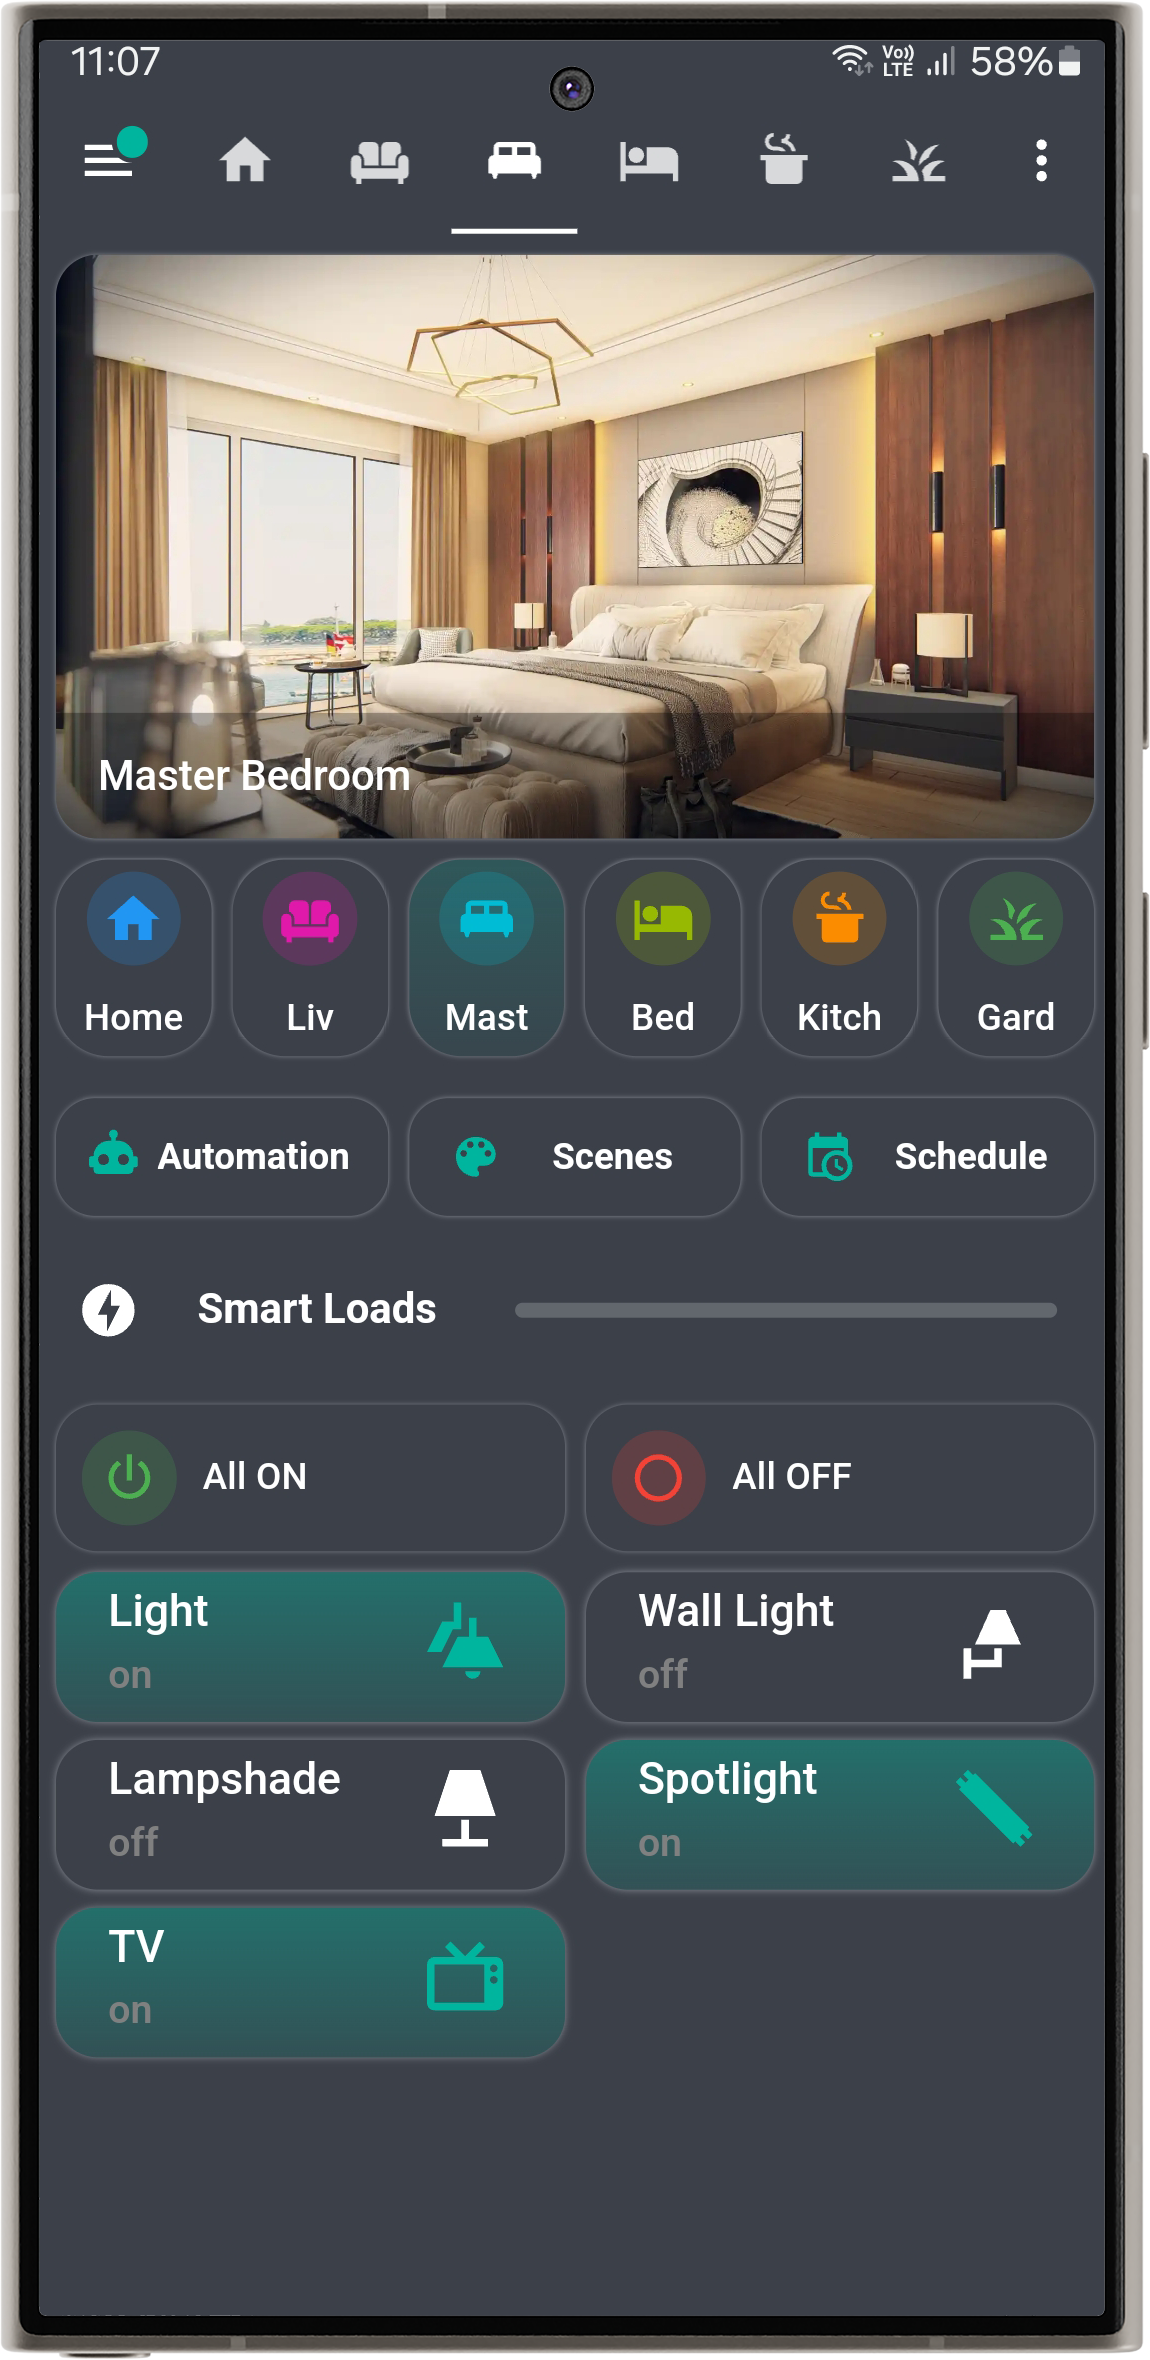 11:07
Vo)) LTE 58%
Master Bedroom
Home Liv Mast Bed Kitch Gard
Automation Scenes Schedule
Smart Loads
All ON All OFF
Light Wall Light
on off
Lampshade Spotlight
off on
TV
on